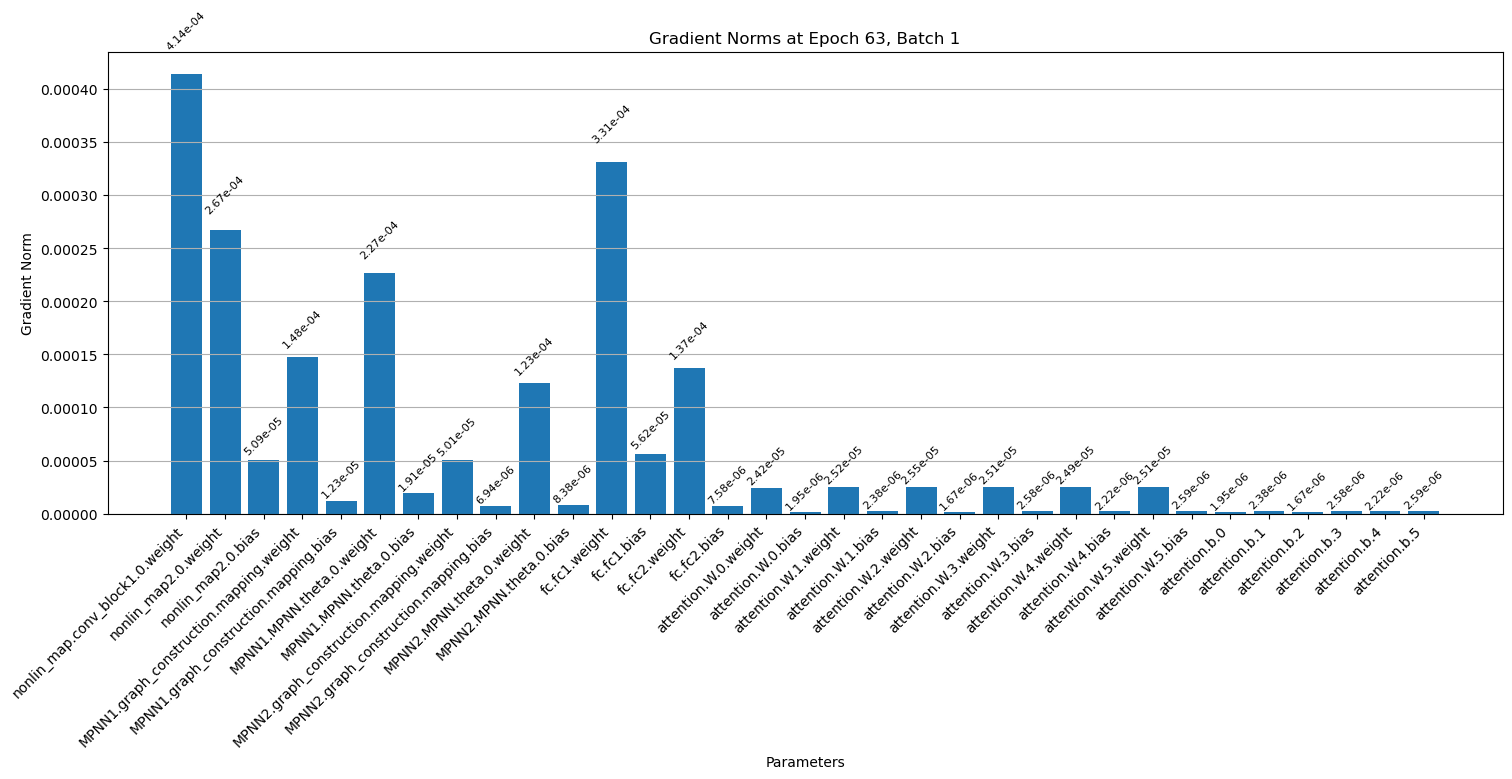 Gradient Norms at Epoch 63, Batch 1
Gradient Norm
0.00040
0.00035
0.00030
0.00025
0.00020
0.00015
0.00010
0.00005
0.00000
4.14e-04
2.67e-04
5.09e-05
1.48e-04
1.23e-05
2.27e-04
1.91e-05
5.01e-05
6.94e-06
1.23e-04
8.38e-06
3.31e-04
5.62e-05
1.37e-04
7.58e-06
2.42e-05
1.95e-06
2.52e-05
2.38e-06
2.55e-05
1.67e-06
2.51e-05
2.58e-06
2.49e-05
2.22e-06
2.51e-05
2.59e-06
1.95e-06
2.38e-06
1.67e-06
2.58e-06
2.22e-06
2.59e-06
nonlin_map.conv_block1.0.weight
nonlin_map2.0.weight
nonlin_map2.0.bias
MPNN1.graph_construction.mapping.weight
MPNN1.graph_construction.mapping.bias
MPNN1.MPNN.theta.0.weight
MPNN1.MPNN.theta.0.bias
MPNN2.graph_construction.mapping.weight
MPNN2.graph_construction.mapping.bias
MPNN2.MPNN.theta.0.weight
MPNN2.MPNN.theta.0.bias
fc.fc1.weight
fc.fc1.bias
fc.fc2.weight
fc.fc2.bias
attention.W.0.weight
attention.W.0.bias
attention.W.1.weight
attention.W.1.bias
attention.W.2.weight
attention.W.2.bias
attention.W.3.weight
attention.W.3.bias
attention.W.4.weight
attention.W.4.bias
attention.W.5.weight
attention.W.5.bias
attention.b.0
attention.b.1
attention.b.2
attention.b.3
attention.b.4
attention.b.5
Parameters